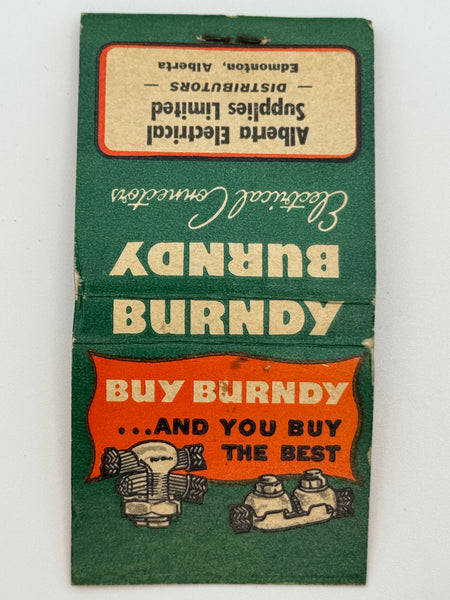 Alberta Electrical
Supplies Limited
— DISTRIBUTORS —
Edmonton, Alberta
BURNDY
Electrical Connectors
BURNDY
BUY BURNDY
...AND YOU BUY
THE BEST